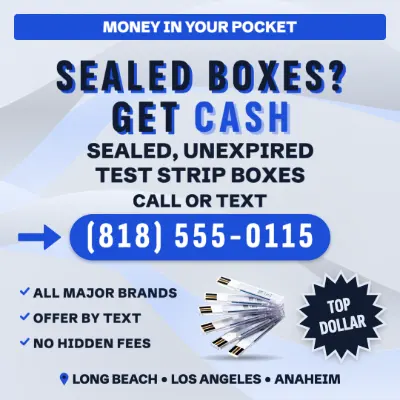 MONEY IN YOUR POCKET
SEALED BOXES?
GET CASH
SEALED, UNEXPIRED
TEST STRIP BOXES
CALL OR TEXT
(818) 555-0115
ALL MAJOR BRANDS
OFFER BY TEXT
NO HIDDEN FEES
TOP
DOLLAR
LONG BEACH • LOS ANGELES • ANAHEIM